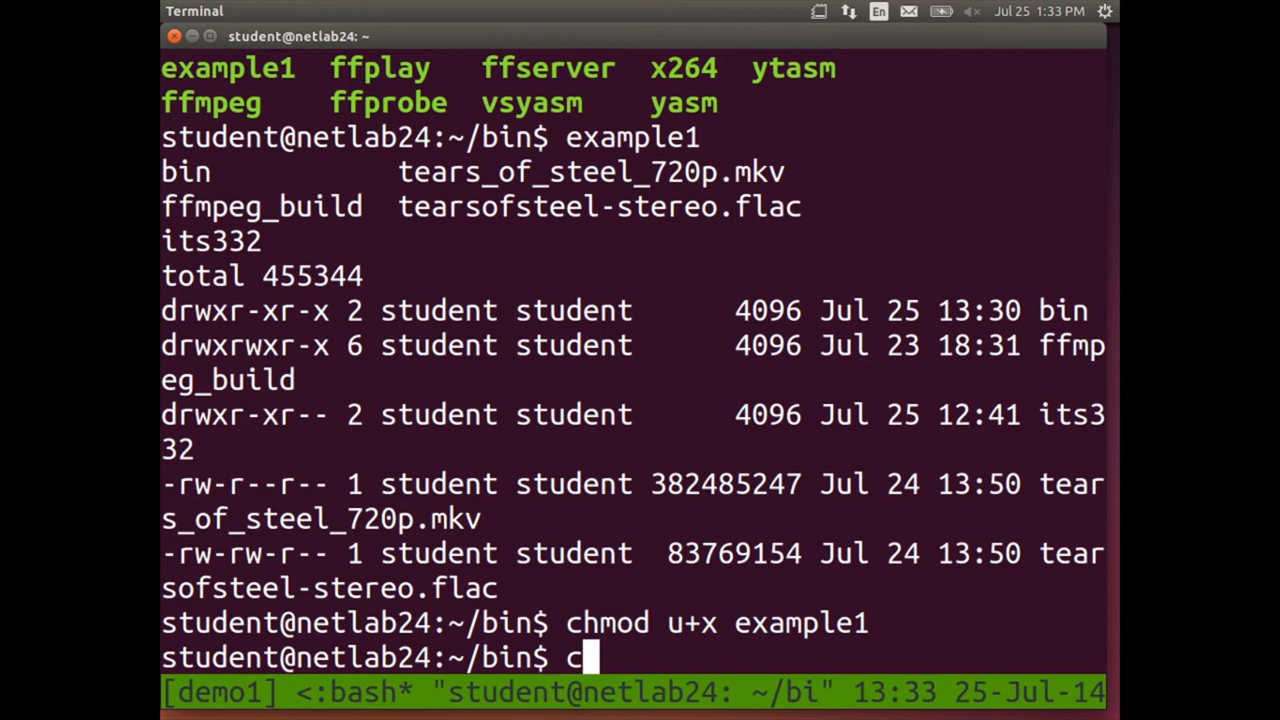 Terminal En Jul 25 1:33 PM
student@netlab24: ~
example1 ffplay ffserver x264 ytasm
ffmpeg ffprobe vsyasm yasm
student@netlab24:~/bin$ example1
bin tears_of_steel_720p.mkv
ffmpeg_build tearsofsteel-stereo.flac
its332
total 455344
drwxr-xr-x 2 student student 4096 Jul 25 13:30 bin
drwxrwxr-x 6 student student 4096 Jul 23 18:31 ffmp
eg_build
drwxr-xr-- 2 student student 4096 Jul 25 12:41 its3
32
-rw-r--r-- 1 student student 382485247 Jul 24 13:50 tear
s_of_steel_720p.mkv
-rw-rw-r-- 1 student student 83769154 Jul 24 13:50 tear
sofsteel-stereo.flac
student@netlab24:~/bin$ chmod u+x example1
student@netlab24:~/bin$ c
[demo1] <:bash* "student@netlab24: ~/bi" 13:33 25-Jul-14